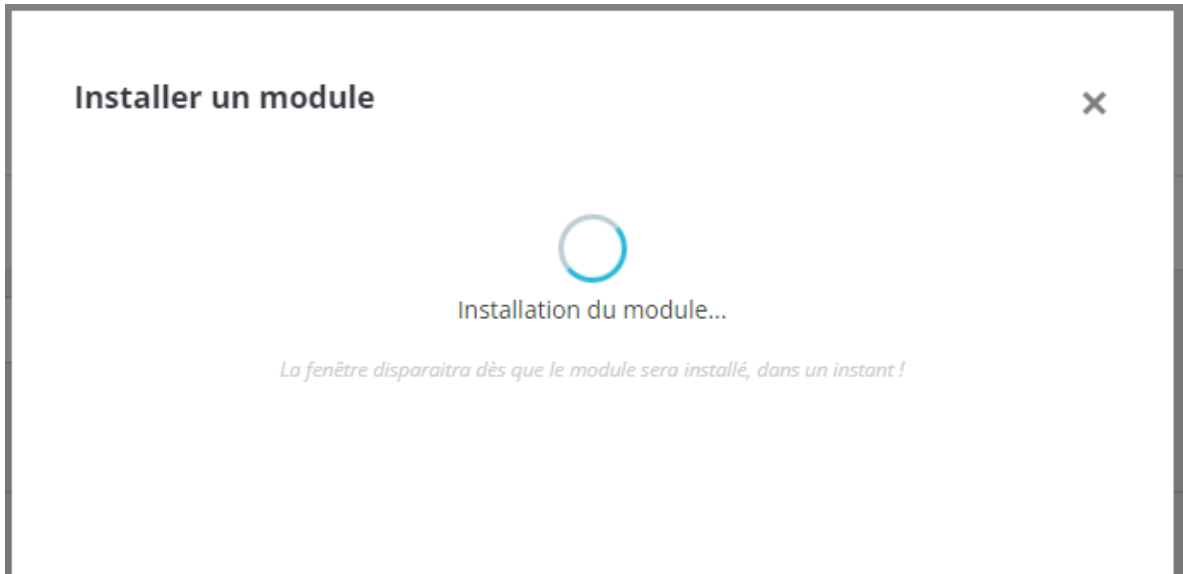 Installer un module
Installation du module...
La fenêtre disparaitra dès que le module sera installé, dans un instant !